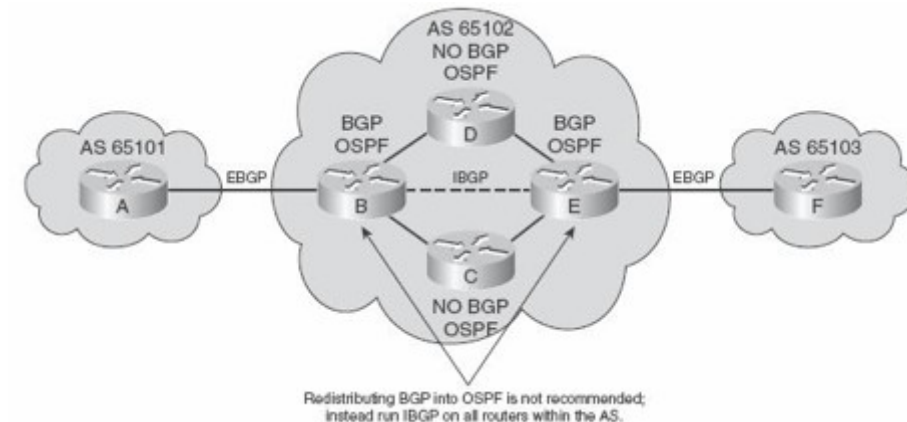 AS 65102
NO BGP
OSPF
D
AS 65101
A
EBGP
BGP
OSPF
B
IBGP
BGP
OSPF
E
EBGP
AS 65103
F
C
NO BGP
OSPF
Redistributing BGP into OSPF is not recommended;
instead run IBGP on all routers within the AS.